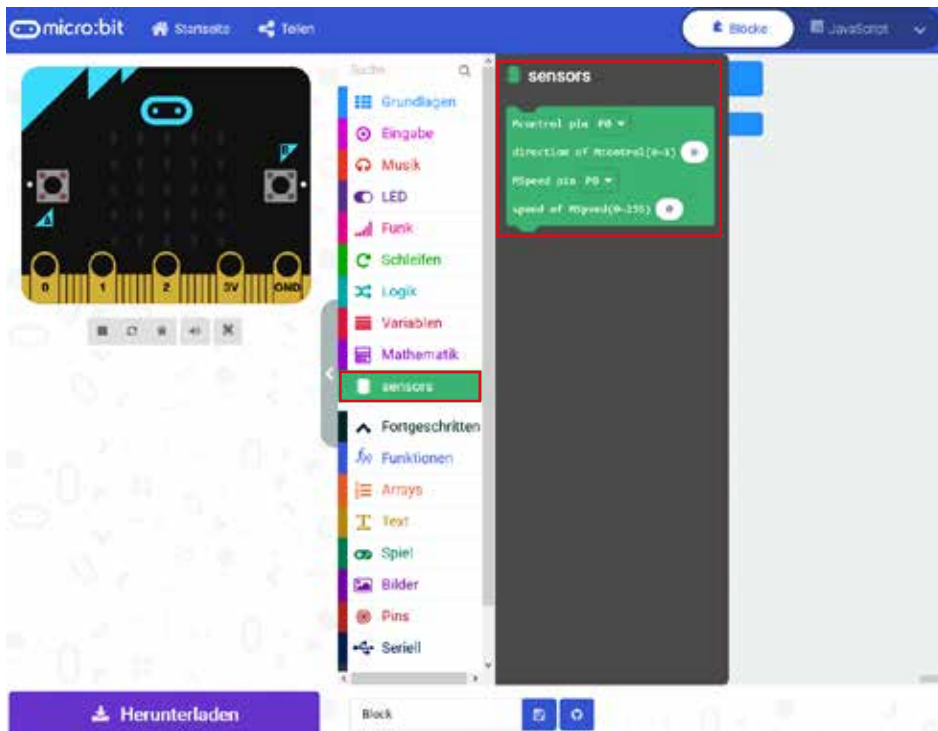 micro:bit
Startseite
Teilen
Blöcke
JavaScript
Suche
Grundlagen
Eingabe
Musik
LED
Funk
Schleifen
Logik
Variablen
Mathematik
sensors
Fortgeschritten
Funktionen
Arrays
Text
Spiel
Bilder
Pins
Seriell
sensors
Mcontrol pin P0
direction of Mcontrol(0~1) 0
MSpeed pin P0
speed of MSpeed(0~255) 0
B
A
0 1 2 3V GND
Herunterladen
Block